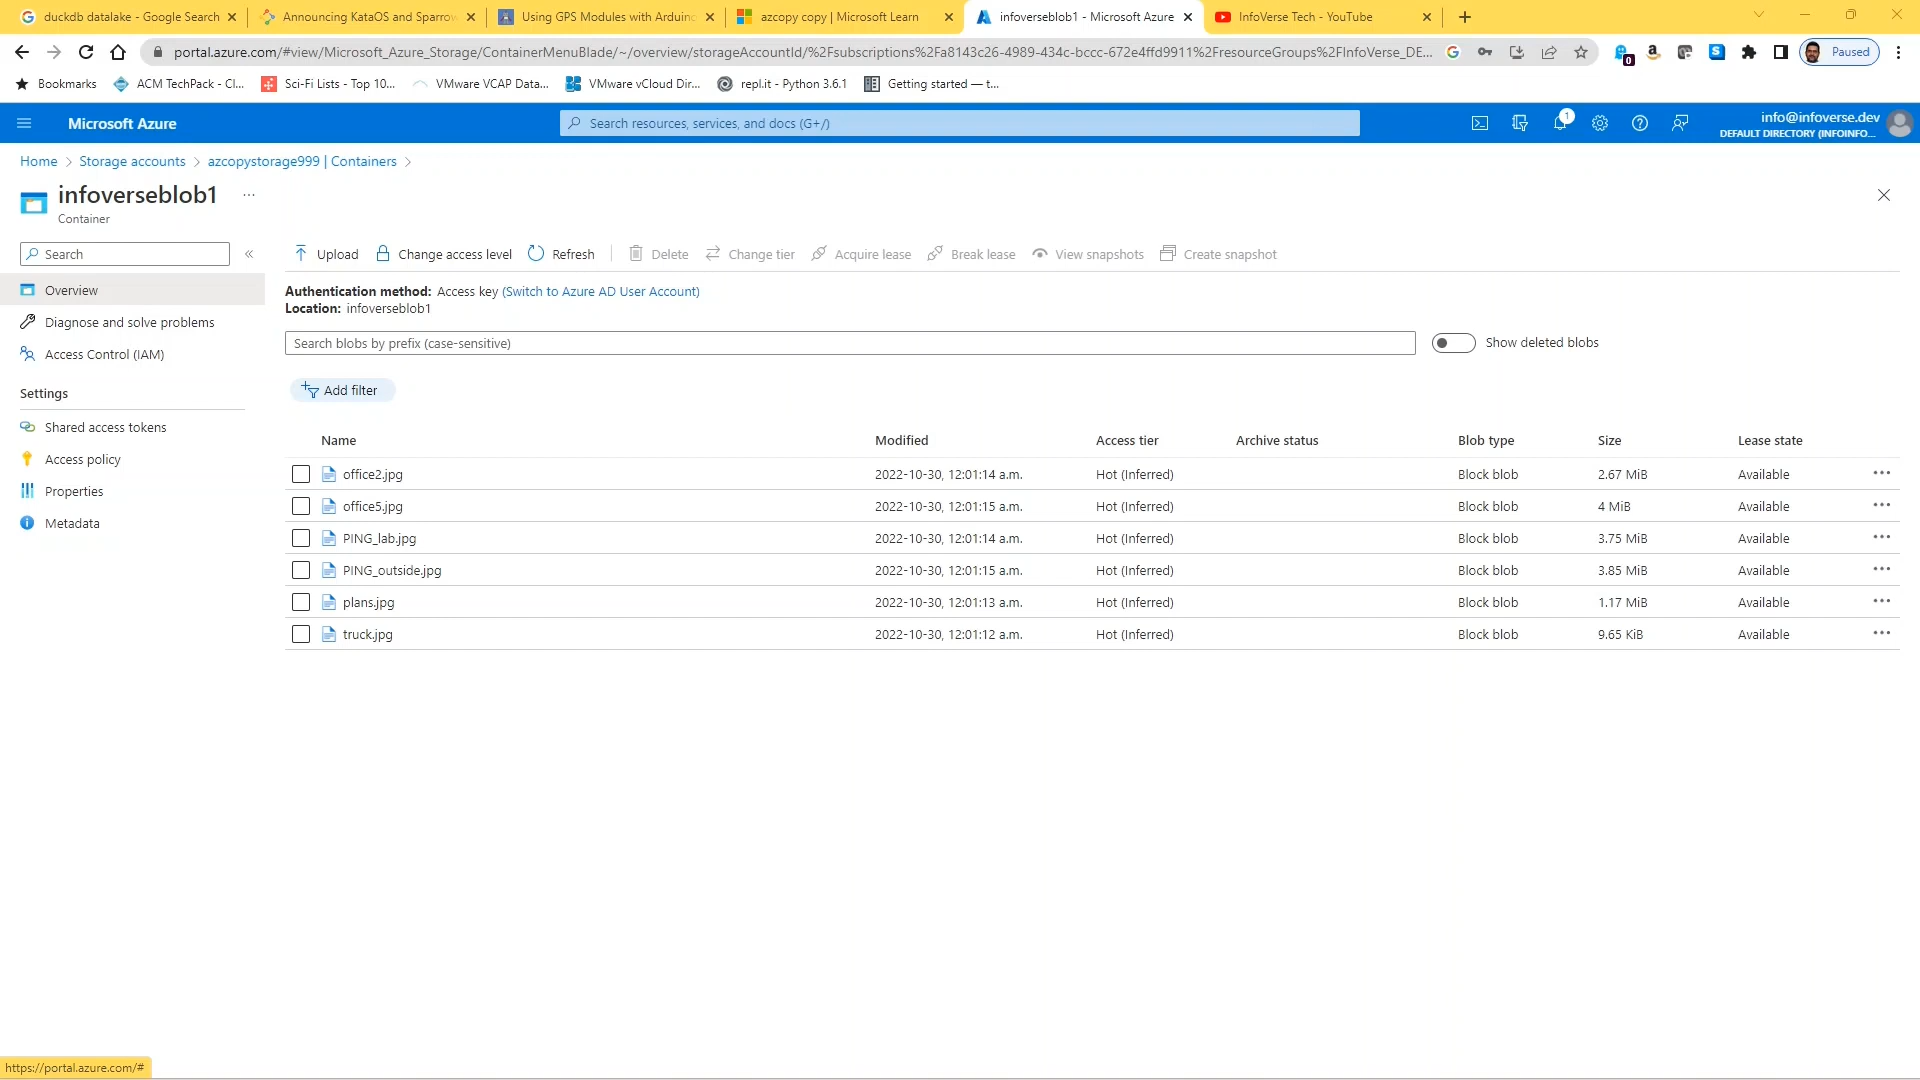 duckdb datalake - Google Search
Announcing KataOS and Sparrow
Using GPS Modules with Arduino
azcopy copy | Microsoft Learn
infoverseblob1 - Microsoft Azure
InfoVerse Tech - YouTube
portal.azure.com/#view/Microsoft_Azure_Storage/ContainerMenuBlade/~/overview/storageAccountId/%2Fsubscriptions%2Fa8143c26-4989-434c-bccc-672e4ffd9911%2FresourceGroups%2FInfoVerse_DE...
0
Paused
Bookmarks
ACM TechPack - Cl...
Sci-Fi Lists - Top 10...
VMware VCAP Data...
VMware vCloud Dir...
repl.it - Python 3.6.1
Getting started — t...
Microsoft Azure
Search resources, services, and docs (G+/)
1
info@infoverse.dev
DEFAULT DIRECTORY (INFOINFO...
Home > Storage accounts > azcopystorage999 | Containers >
infoverseblob1 ...
Container
Search
Overview
Diagnose and solve problems
Access Control (IAM)
Settings
Shared access tokens
Access policy
Properties
Metadata
Upload Change access level Refresh Delete Change tier Acquire lease Break lease View snapshots Create snapshot
Authentication method: Access key (Switch to Azure AD User Account)
Location: infoverseblob1
Search blobs by prefix (case-sensitive)
Show deleted blobs
Add filter
Name Modified Access tier Archive status Blob type Size Lease state
office2.jpg 2022-10-30, 12:01:14 a.m. Hot (Inferred) Block blob 2.67 MiB Available ...
office5.jpg 2022-10-30, 12:01:15 a.m. Hot (Inferred) Block blob 4 MiB Available ...
PING_lab.jpg 2022-10-30, 12:01:14 a.m. Hot (Inferred) Block blob 3.75 MiB Available ...
PING_outside.jpg 2022-10-30, 12:01:15 a.m. Hot (Inferred) Block blob 3.85 MiB Available ...
plans.jpg 2022-10-30, 12:01:13 a.m. Hot (Inferred) Block blob 1.17 MiB Available ...
truck.jpg 2022-10-30, 12:01:12 a.m. Hot (Inferred) Block blob 9.65 KiB Available ...
https://portal.azure.com/#